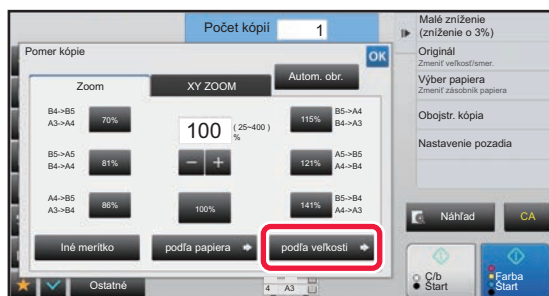 Počet kópií 1
Pomer kópie
OK
Zoom
XY ZOOM
Autom. obr.
B4->B5
A3->A4
70%
100 ( 25~400 )
%
115%
B5->A4
B4->A3
B5->A5
B4->A4
81%
121%
A5->B5
A4->B4
A4->B5
A3->B4
86%
100%
141%
B5->B4
A4->A3
Iné merítko
podľa papiera
podľa veľkosti
Ostatné
4 A3
Malé zníženie
(zníženie o 3%)
Originál
Zmeniť veľkosť/smer.
Výber papiera
Zmeniť zásobník papiera
Obojstr. kópia
Nastavenie pozadia
Náhľad
CA
Č/b
Štart
Farba
Štart